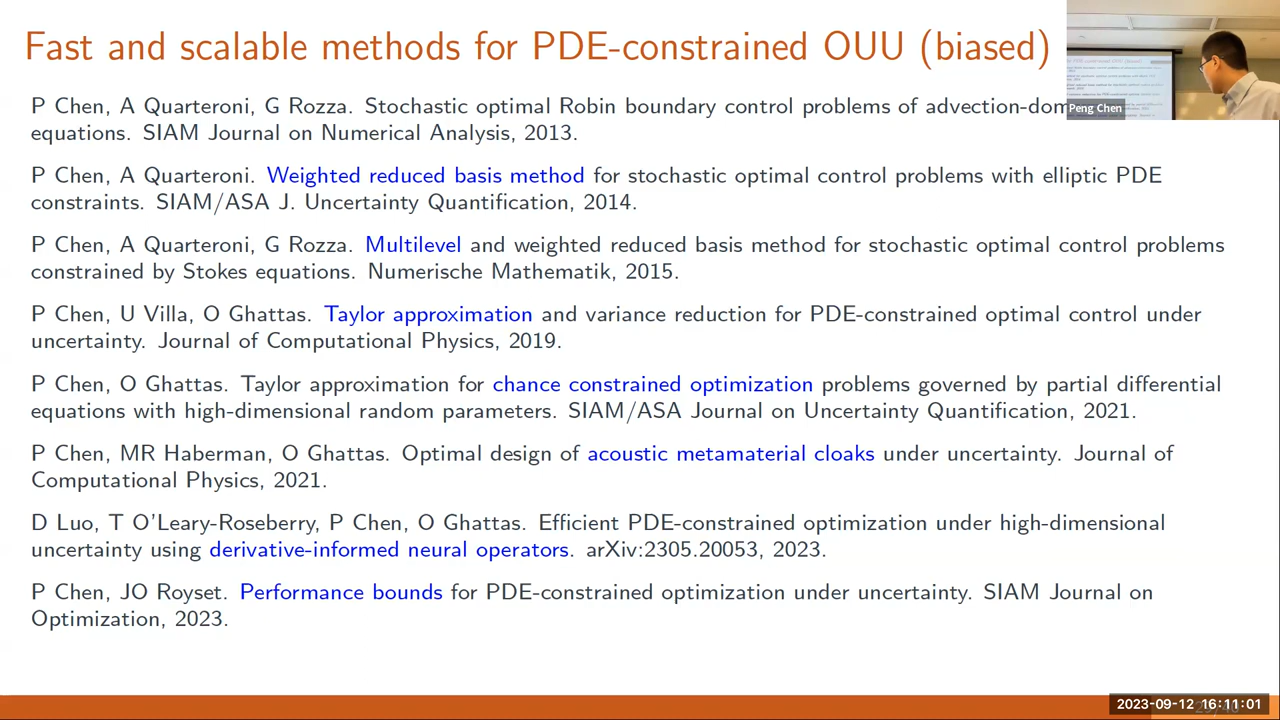 Fast and scalable methods for PDE-constrained OUU (biased)
P Chen, A Quarteroni, G Rozza. Stochastic optimal Robin boundary control problems of
equations. SIAM Journal on Numerical Analysis, 2013.
P Chen, A Quarteroni. Weighted reduced basis method for stochastic optimal control problems with elliptic PDE
constraints. SIAM/ASA J. Uncertainty Quantification, 2014.
P Chen, A Quarteroni, G Rozza. Multilevel and weighted reduced basis method for stochastic optimal control problems
constrained by Stokes equations. Numerische Mathematik, 2015.
P Chen, U Villa, O Ghattas. Taylor approximation and variance reduction for PDE-constrained optimal control under
uncertainty. Journal of Computational Physics, 2019.
P Chen, O Ghattas. Taylor approximation for chance constrained optimization problems governed by partial differential
equations with high-dimensional random parameters. SIAM/ASA Journal on Uncertainty Quantification, 2021.
P Chen, MR Haberman, O Ghattas. Optimal design of acoustic metamaterial cloaks under uncertainty. Journal of
Computational Physics, 2021.
D Luo, T O'Leary-Roseberry, P Chen, O Ghattas. Efficient PDE-constrained optimization under high-dimensional
uncertainty using derivative-informed neural operators. arXiv:2305.20053, 2023.
P Chen, JO Royset. Performance bounds for PDE-constrained optimization under uncertainty. SIAM Journal on
Optimization, 2023.
Peng Chen
2023-09-12 16:11:01